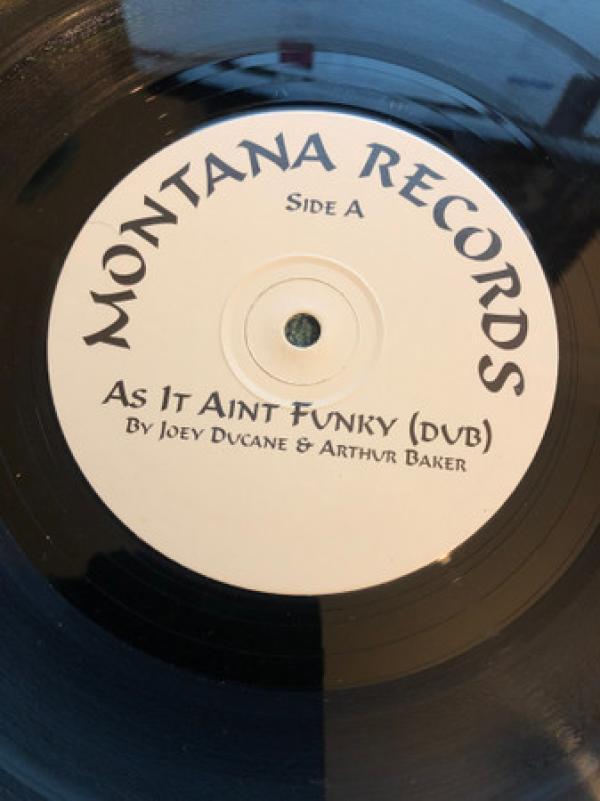 MONTANA RECORDS
SIDE A
AS IT AINT FUNKY (DUB)
BY JOEY DUCANE & ARTHUR BAKER